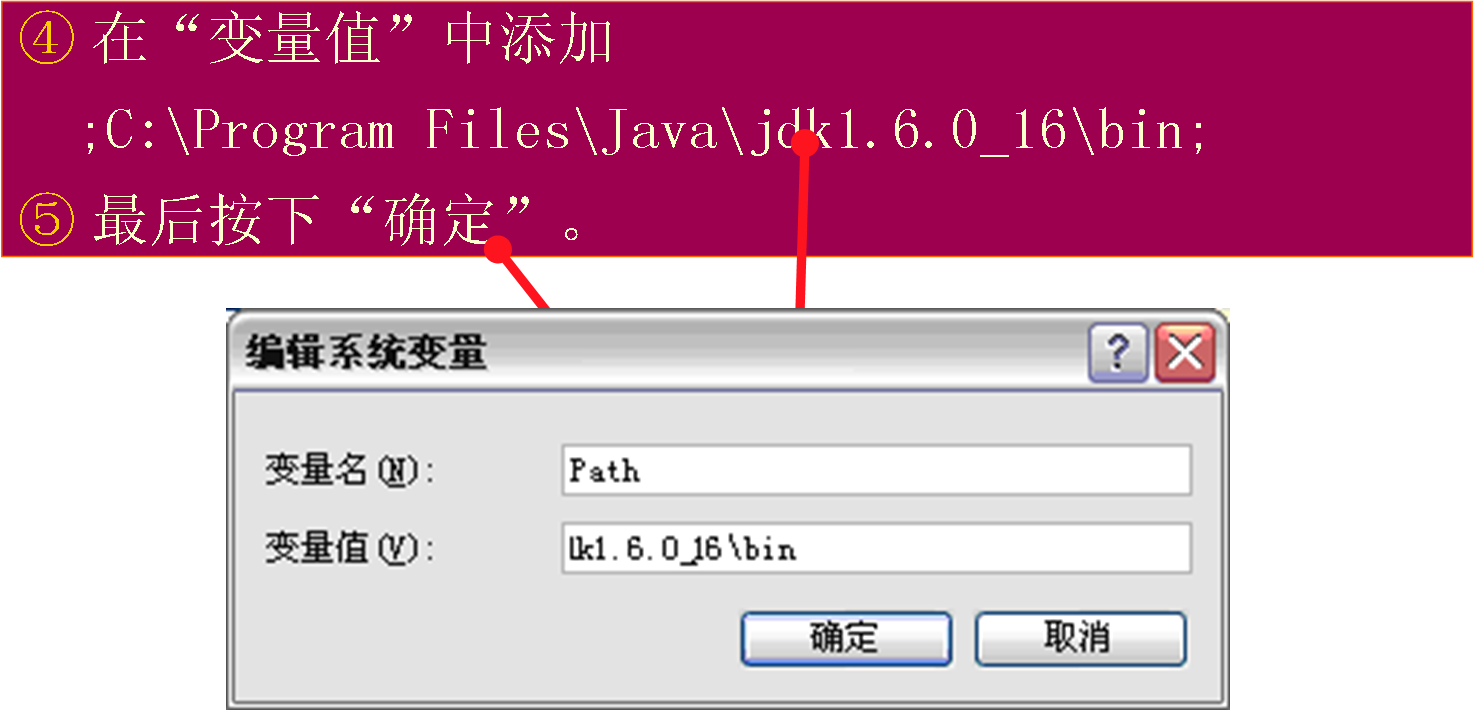 ④ 在“变量值”中添加
;C:\Program Files\Java\jdk1.6.0_16\bin;
⑤ 最后按下“确定”。
编辑系统变量
变量名(N): Path
变量值(V): lk1.6.0_16\bin
确定 取消